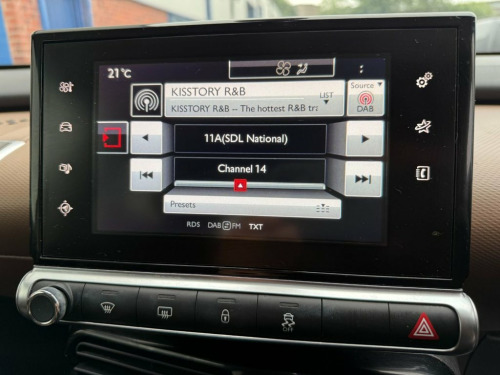 21°C
KISSTORY R&B
LIST
Source
KISSTORY R&B – The hottest R&B tr
DAB
11A(SDL National)
Channel 14
Presets
RDS DAB FM TXT
OFF